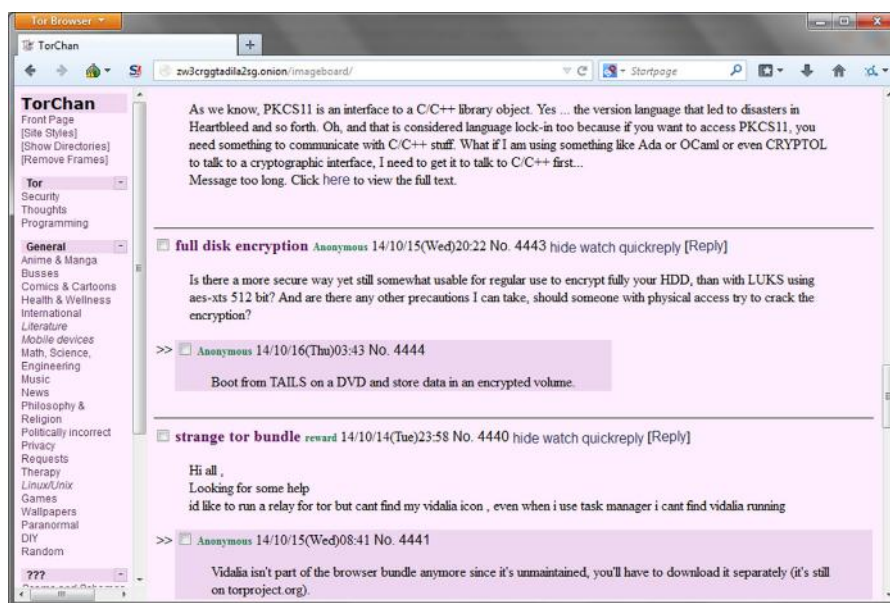 Tor Browser
TorChan
zw3crggtadila2sg.onion/imageboard/
Startpage
TorChan
Front Page
[Site Styles]
[Show Directories]
[Remove Frames]
Tor
Security
Thoughts
Programming
General
Anime & Manga
Busses
Comics & Cartoons
Health & Wellness
International
Literature
Mobile devices
Math, Science,
Engineering
Music
News
Philosophy &
Religion
Politically incorrect
Privacy
Requests
Therapy
Linux/Unix
Games
Wallpapers
Paranormal
DIY
Random
???
As we know, PKCS11 is an interface to a C/C++ library object. Yes ... the version language that led to disasters in
Heartbleed and so forth. Oh, and that is considered language lock-in too because if you want to access PKCS11, you
need something to communicate with C/C++ stuff. What if I am using something like Ada or OCaml or even CRYPTOL
to talk to a cryptographic interface, I need to get it to talk to C/C++ first...
Message too long. Click here to view the full text.
full disk encryption Anonymous 14/10/15(Wed)20:22 No. 4443 hide watch quickreply [Reply]
Is there a more secure way yet still somewhat usable for regular use to encrypt fully your HDD, than with LUKS using
aes-xts 512 bit? And are there any other precautions I can take, should someone with physical access try to crack the
encryption?
>> Anonymous 14/10/16(Thu)03:43 No. 4444
Boot from TAILS on a DVD and store data in an encrypted volume.
strange tor bundle reward 14/10/14(Tue)23:58 No. 4440 hide watch quickreply [Reply]
Hi all ,
Looking for some help
id like to run a relay for tor but cant find my vidalia icon , even when i use task manager i cant find vidalia running
>> Anonymous 14/10/15(Wed)08:41 No. 4441
Vidalia isn't part of the browser bundle anymore since it's unmaintained, you'll have to download it separately (it's still
on torproject.org).